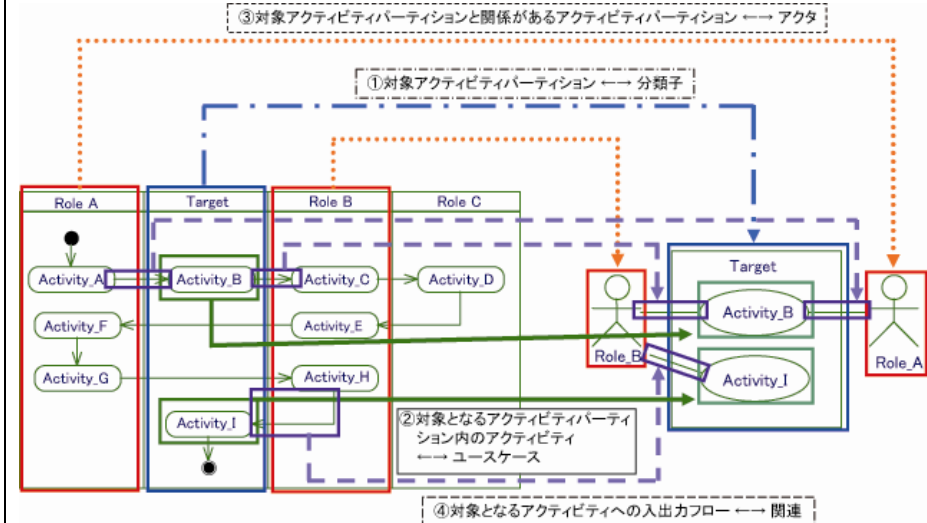 ③対象アクティビティパーティションと関係があるアクティビティパーティション ←→ アクタ
①対象アクティビティパーティション ←→ 分類子
Role A
Target
Role B
Role C
Activity_A
Activity_B
Activity_C
Activity_D
Activity_F
Activity_E
Activity_G
Activity_H
Activity_I
Target
Activity_B
Activity_I
Role_B
Role_A
②対象となるアクティビティパーティ
ション内のアクティビティ
←→ ユースケース
④対象となるアクティビティへの入出力フロー ←→ 関連